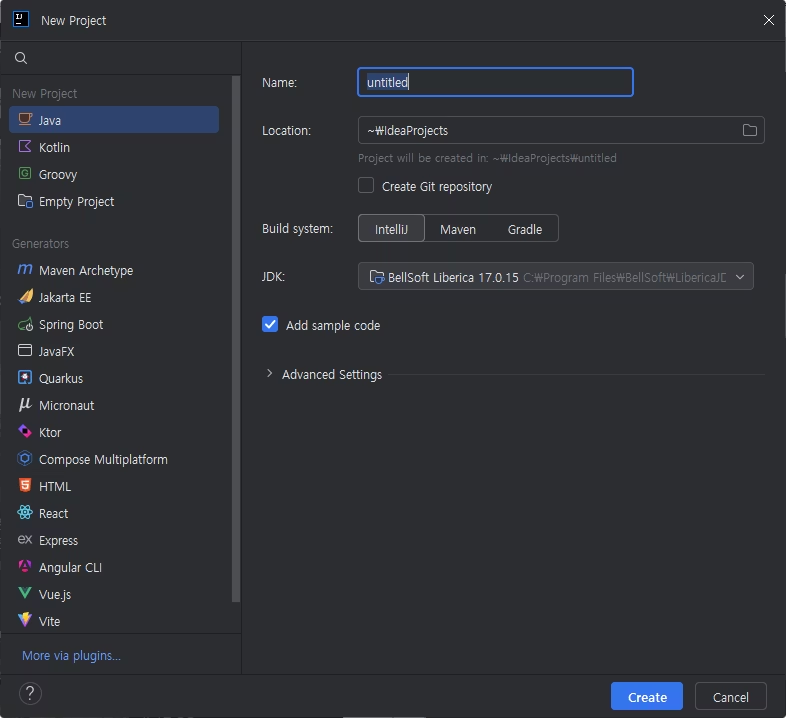 New Project
New Project
Java
Kotlin
Groovy
Empty Project
Generators
Maven Archetype
Jakarta EE
Spring Boot
JavaFX
Quarkus
Micronaut
Ktor
Compose Multiplatform
HTML
React
Express
Angular CLI
Vue.js
Vite
More via plugins...
Name:
untitled
Location:
~₩IdeaProjects
Project will be created in: ~₩IdeaProjects₩untitled
Create Git repository
Build system:
IntelliJ Maven Gradle
JDK:
BellSoft Liberica 17.0.15 C:₩Program Files₩BellSoft₩LibericaJD
Add sample code
Advanced Settings
?
Create
Cancel